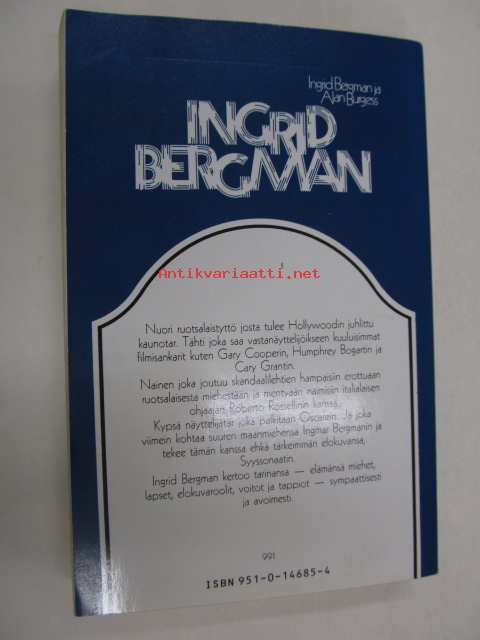 Ingrid Bergman ja
Alan Burgess
INGRID
BERGMAN
Antikvariaatti.net
Nuori ruotsalaistyttö josta tulee Hollywoodin juhlittu
kaunotar. Tähti joka saa vastanäyttelijöikseen kuuluisimmat
filmisankarit kuten Gary Cooperin, Humphrey Bogartin ja
Cary Grantin.
Nainen joka joutuu skandaalilehtien hampaisiin erottuaan
ruotsalaisesta miehestään ja mentyään naimisiin italialaisen
ohjaajan Roberto Rossellinin kanssa.
Kypsä näyttelijätär joka palkitaan Oscarein. Ja joka
viimein kohtaa suuren maanmiehensä Ingmar Bergmanin ja
tekee tämän kanssa ehkä tärkeimmän elokuvansa,
Syyssonaatin.
Ingrid Bergman kertoo tarinansa — elämänsä miehet,
lapset, elokuvaroolit, voitot ja tappiot — sympaattisesti
ja avoimesti.
99.1
ISBN 951-0-14685-4